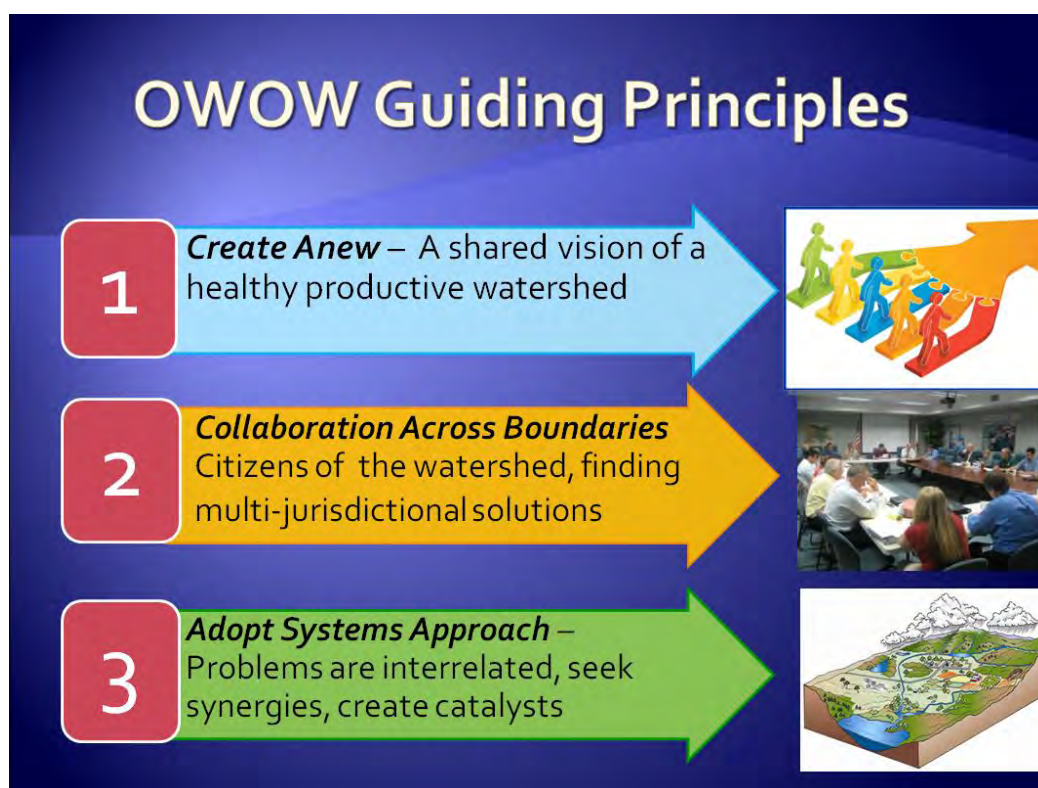 OWOW Guiding Principles
1
Create Anew – A shared vision of a
healthy productive watershed
2
Collaboration Across Boundaries
Citizens of the watershed, finding
multi-jurisdictional solutions
3
Adopt Systems Approach –
Problems are interrelated, seek
synergies, create catalysts